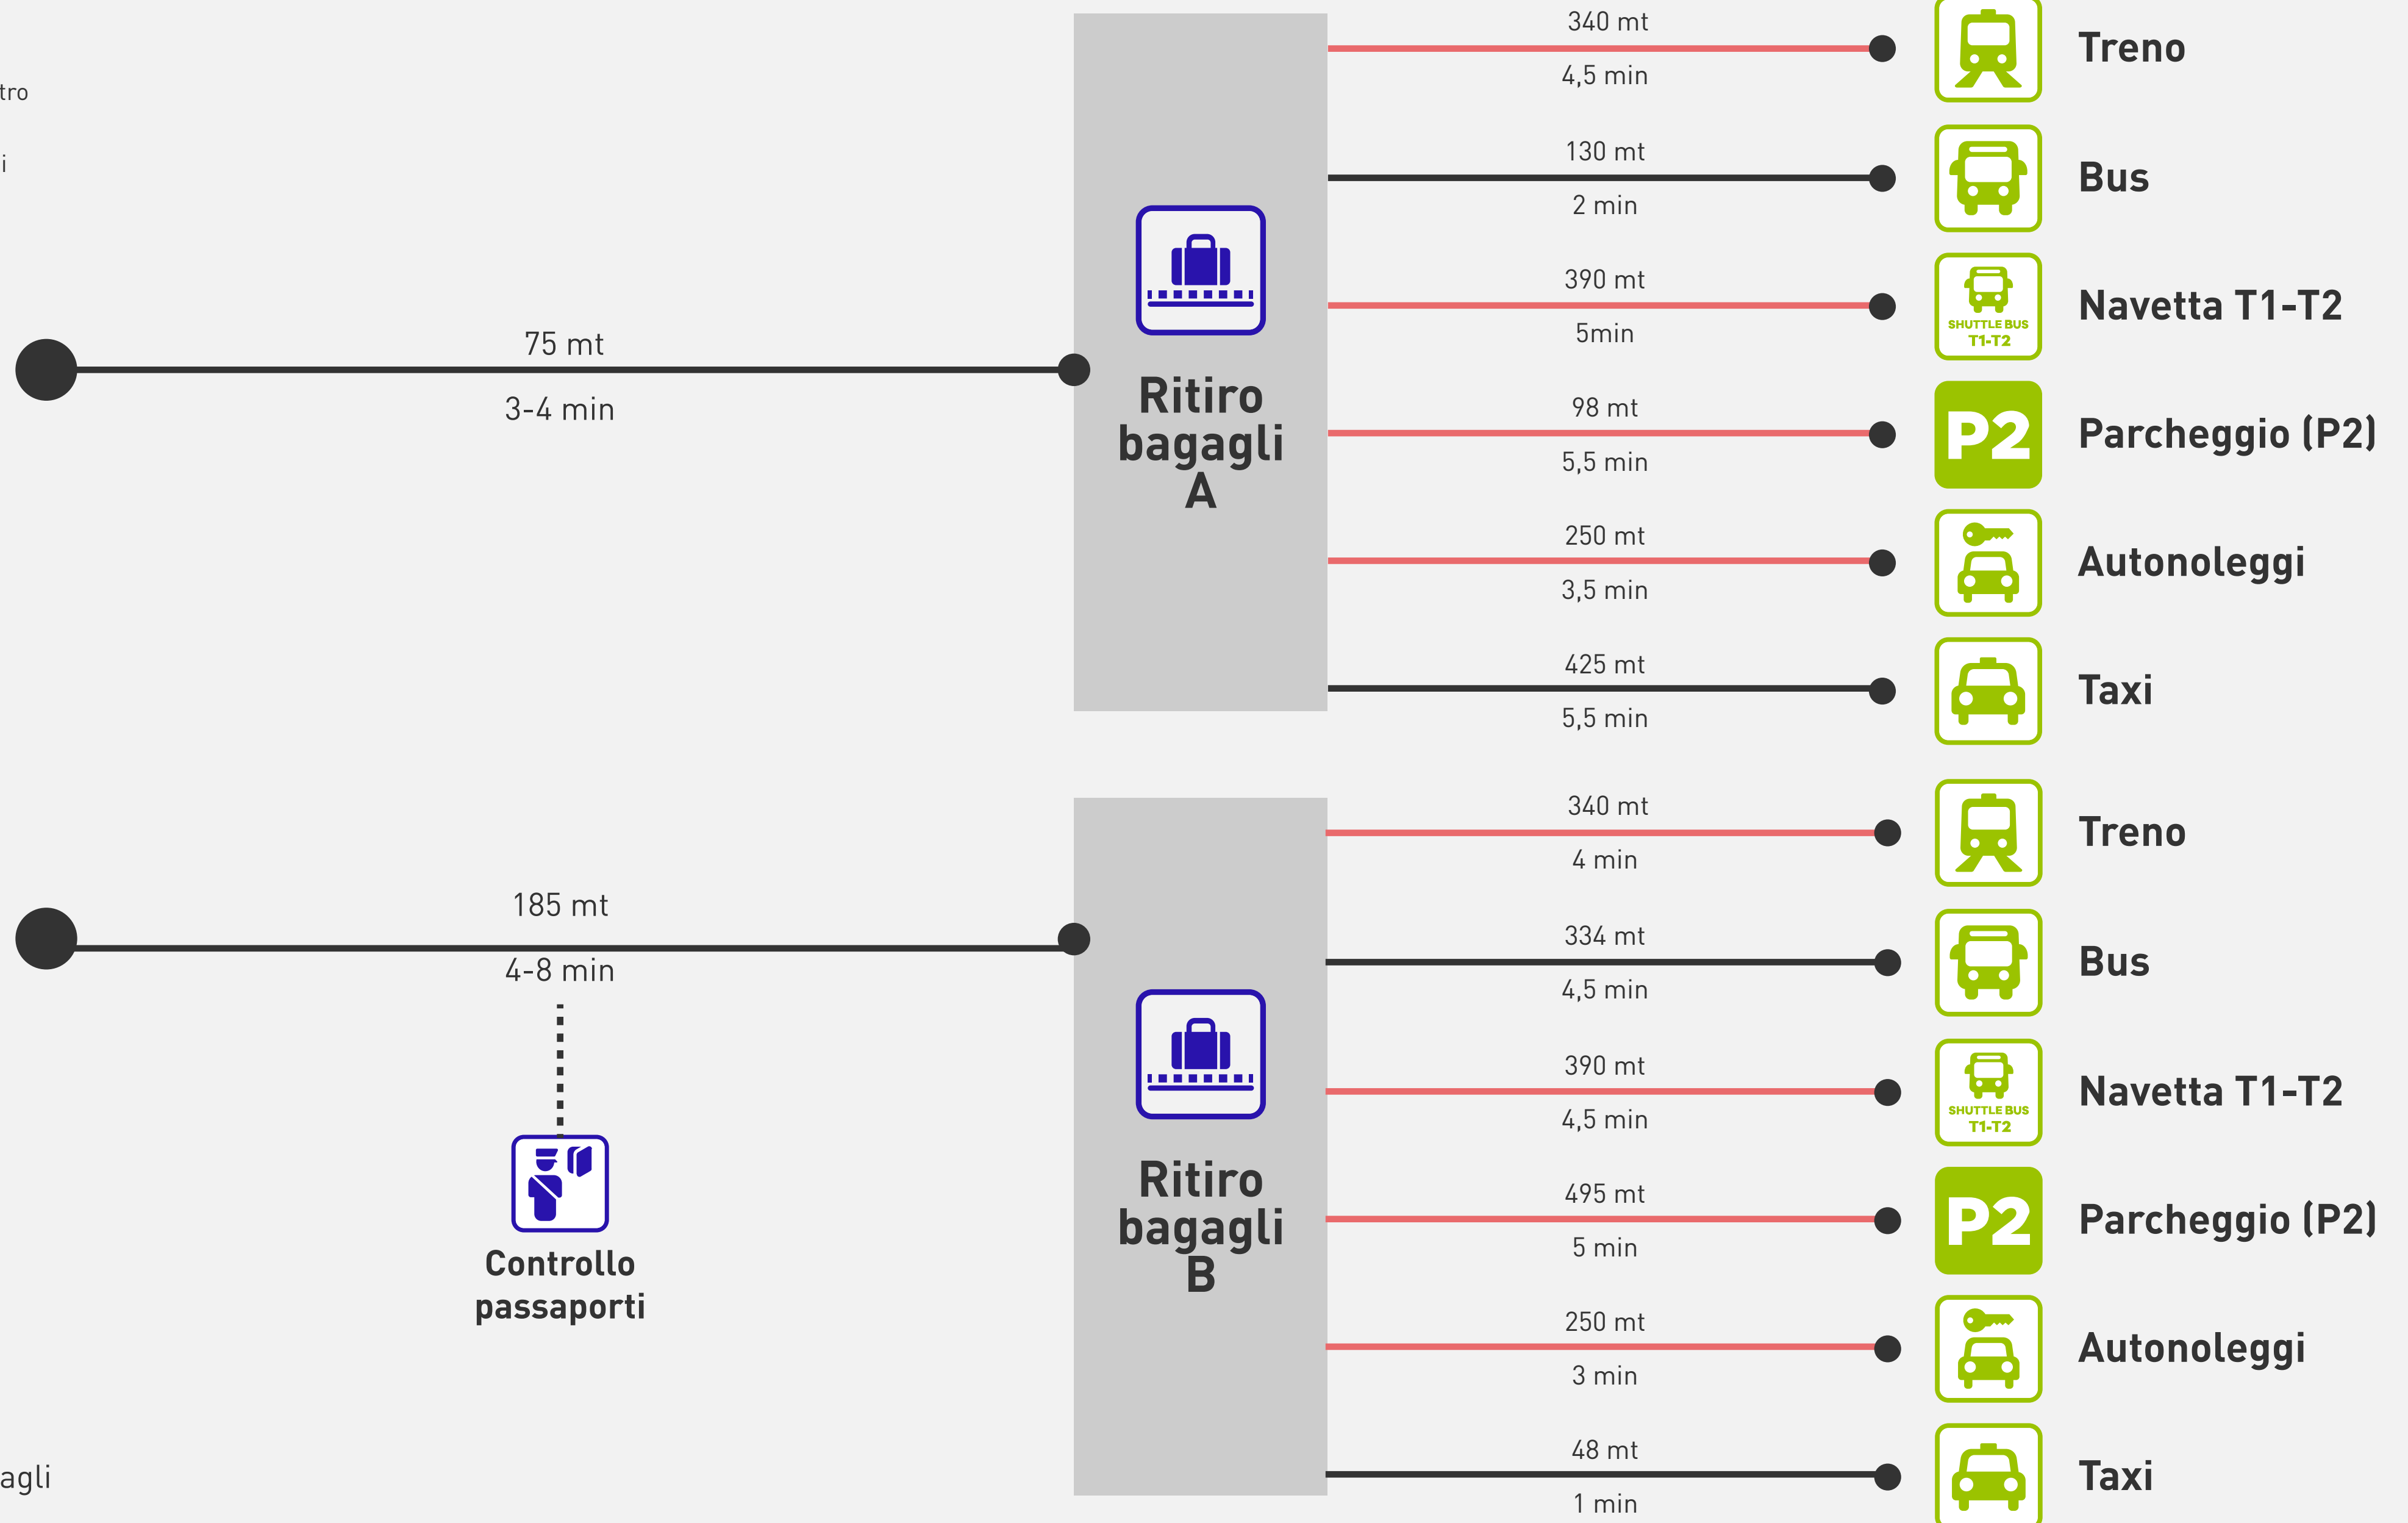 tro
i
75 mt
3-4 min
Ritiro
bagagli
A
340 mt
4,5 min
Treno
130 mt
2 min
Bus
390 mt
5min
SHUTTLE BUS
T1-T2
Navetta T1-T2
98 mt
5,5 min
P2
Parcheggio (P2)
250 mt
3,5 min
Autonoleggi
425 mt
5,5 min
Taxi
185 mt
4-8 min
Controllo
passaporti
Ritiro
bagagli
B
340 mt
4 min
Treno
334 mt
4,5 min
Bus
390 mt
4,5 min
SHUTTLE BUS
T1-T2
Navetta T1-T2
495 mt
5 min
P2
Parcheggio (P2)
250 mt
3 min
Autonoleggi
48 mt
1 min
Taxi
agli